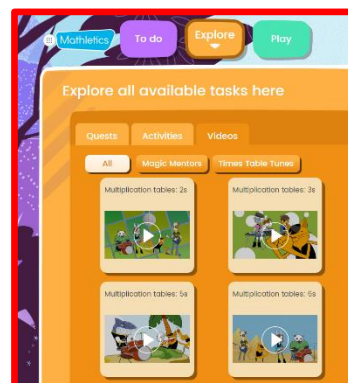 Mathletics
To do
Explore
Play
Explore all available tasks here
Quests
Activities
Videos
All
Magic Mentors
Times Table Tunes
Multiplication tables: 2s
Multiplication tables: 3s
Multiplication tables: 5s
Multiplication tables: 6s